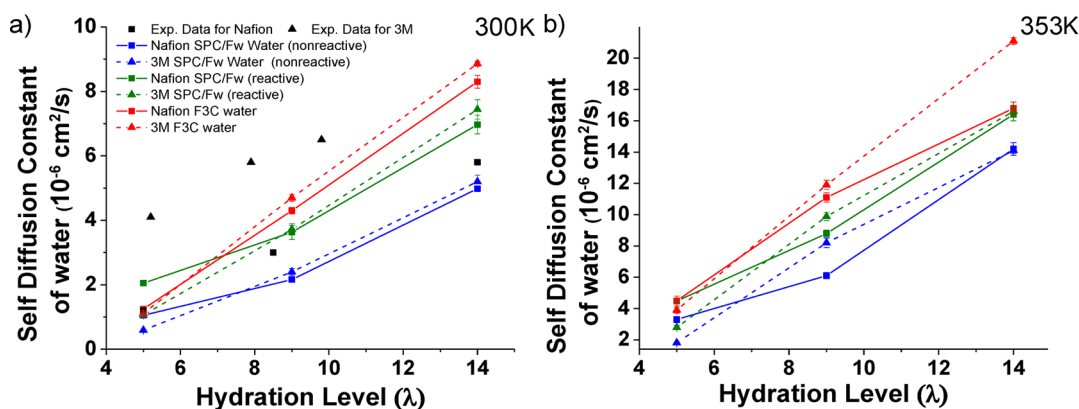 a)
300K
Exp. Data for Nafion
Exp. Data for 3M
Nafion SPC/Fw Water (nonreactive)
3M SPC/Fw Water (nonreactive)
Nafion SPC/Fw (reactive)
3M SPC/Fw (reactive)
Nafion F3C water
3M F3C water
Self Diffusion Constant
of water (10⁻⁶ cm²/s)
10
8
6
4
2
0
4 6 8 10 12 14
Hydration Level (λ)
b)
353K
Self Diffusion Constant
of water (10⁻⁶ cm²/s)
20
18
16
14
12
10
8
6
4
2
4 6 8 10 12 14
Hydration Level (λ)